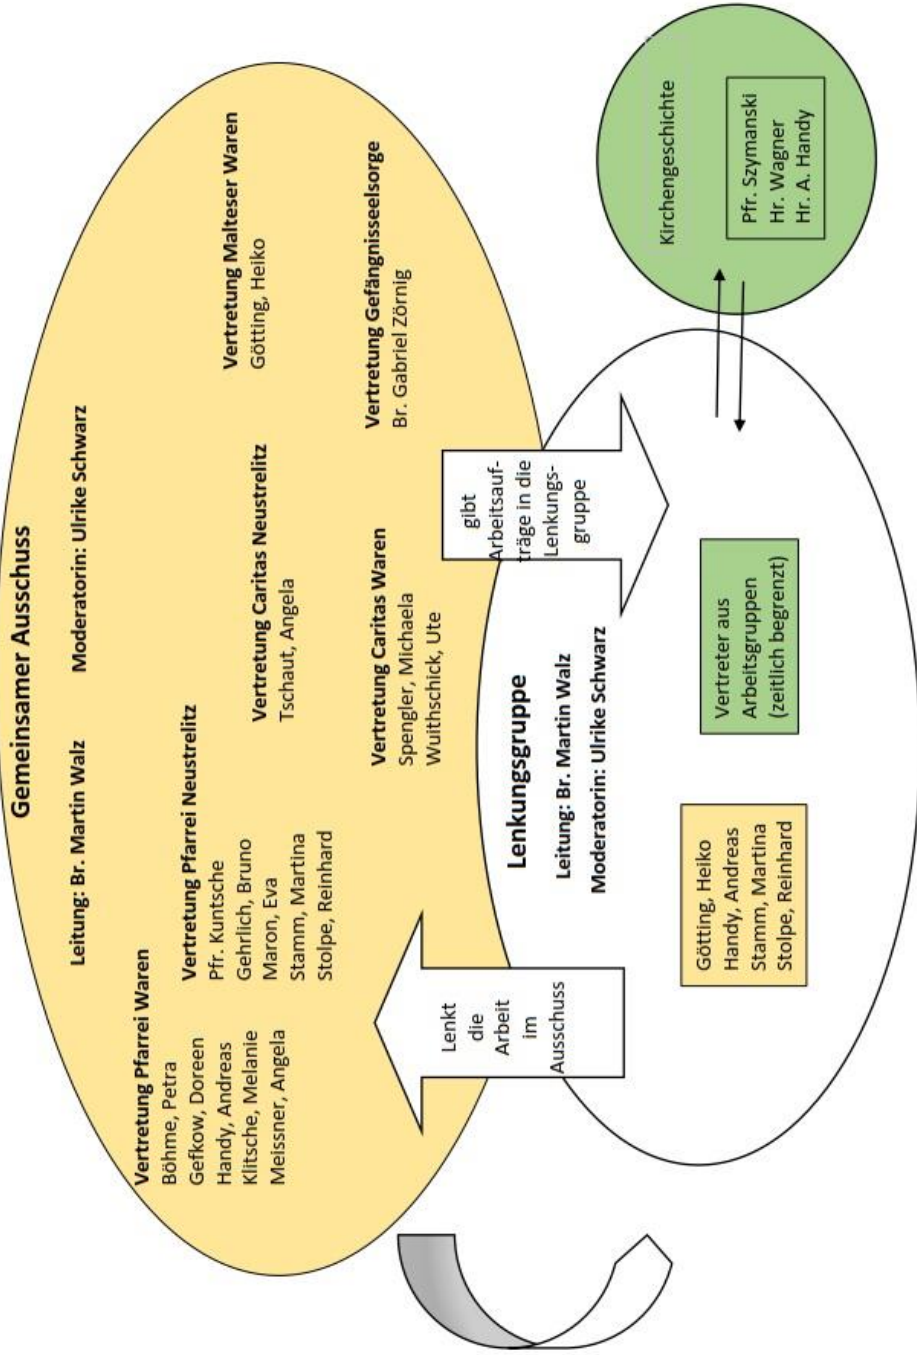 Gemeinsamer Ausschuss
Leitung: Br. Martin Walz
Moderatorin: Ulrike Schwarz
Vertretung Pfarrei Waren
Böhme, Petra
Gefkow, Doreen
Handy, Andreas
Klitsche, Melanie
Meissner, Angela
Vertretung Pfarrei Neustrelitz
Pfr. Kuntsche
Gehrlich, Bruno
Maron, Eva
Stamm, Martina
Stolpe, Reinhard
Vertretung Caritas Neustrelitz
Tschaut, Angela
Vertretung Malteser Waren
Götting, Heiko
Vertretung Caritas Waren
Spengler, Michaela
Wuithschick, Ute
Vertretung Gefängnisseelsorge
Br. Gabriel Zörnig
Lenkt
die
Arbeit
im
Ausschuss
gibt
Arbeitsauf-
träge in die
Lenkungs-
gruppe
Lenkungsgruppe
Leitung: Br. Martin Walz
Moderatorin: Ulrike Schwarz
Götting, Heiko
Handy, Andreas
Stamm, Martina
Stolpe, Reinhard
Vertreter aus
Arbeitsgruppen
(zeitlich begrenzt)
Kirchengeschichte
Pfr. Szymanski
Hr. Wagner
Hr. A. Handy